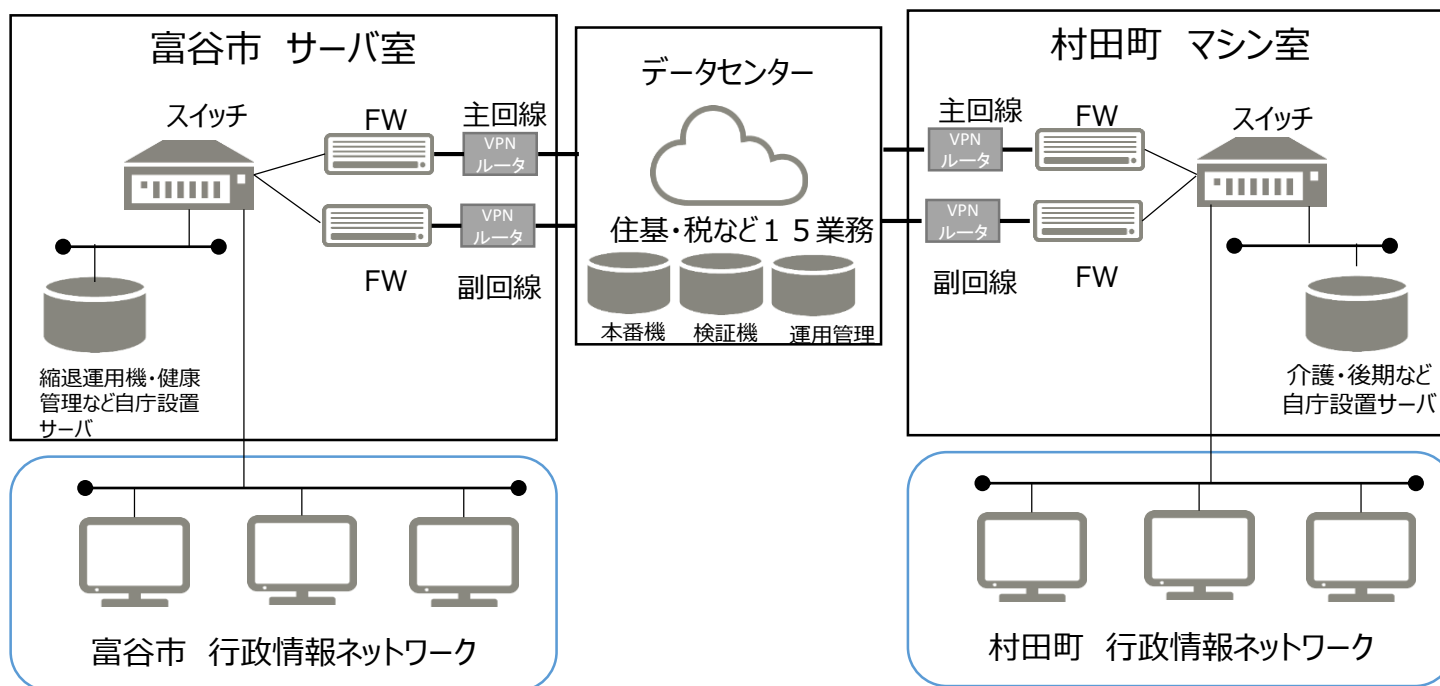 富谷市 サーバ室
スイッチ
FW
主回線
VPN
ルータ
VPN
ルータ
FW
副回線
縮退運用機・健康
管理など自庁設置
サーバ
データセンター
住基・税など１５業務
本番機
検証機
運用管理
村田町 マシン室
主回線
FW
スイッチ
VPN
ルータ
VPN
ルータ
副回線
FW
介護・後期など
自庁設置サーバ
富谷市 行政情報ネットワーク
村田町 行政情報ネットワーク